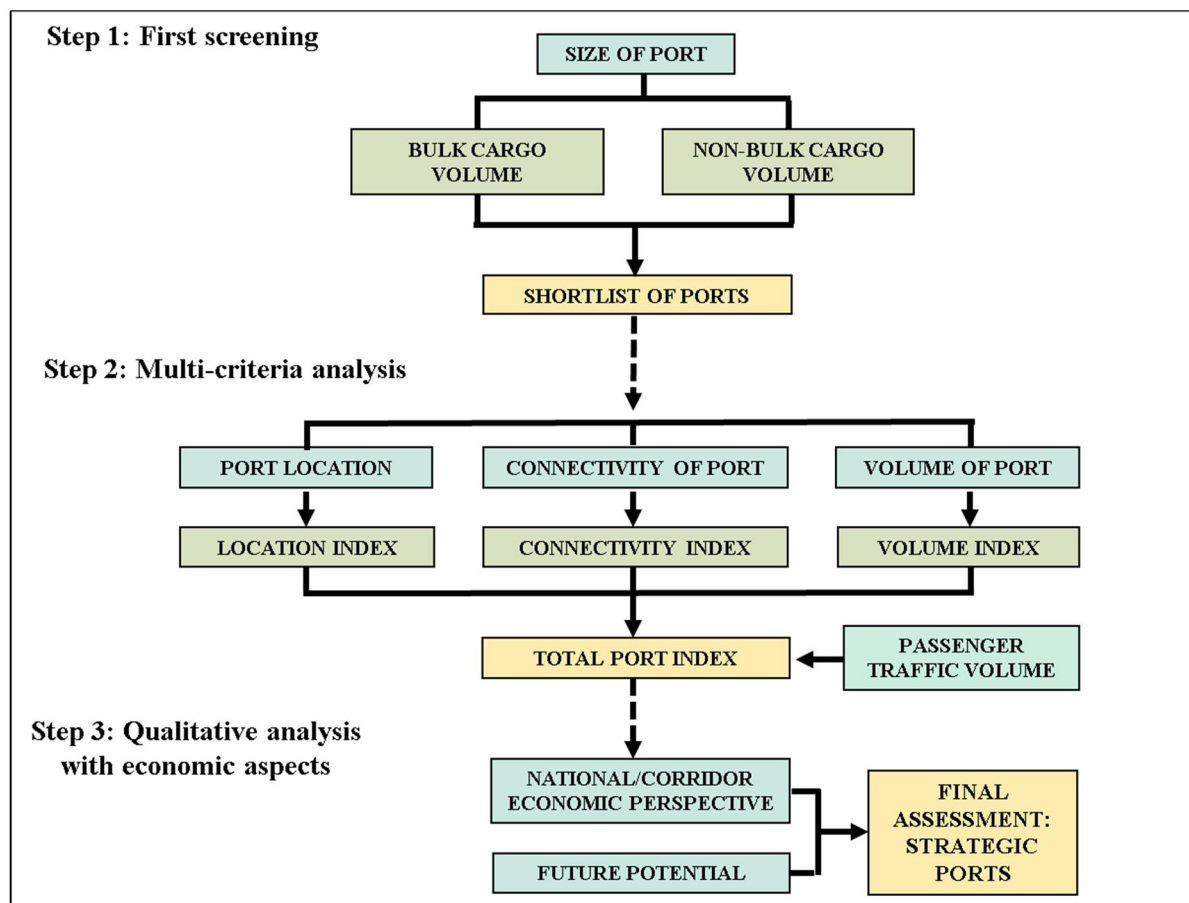 Step 1: First screening
SIZE OF PORT
BULK CARGO
VOLUME
NON-BULK CARGO
VOLUME
SHORTLIST OF PORTS
Step 2: Multi-criteria analysis
PORT LOCATION
CONNECTIVITY OF PORT
VOLUME OF PORT
LOCATION INDEX
CONNECTIVITY INDEX
VOLUME INDEX
TOTAL PORT INDEX
PASSENGER
TRAFFIC VOLUME
Step 3: Qualitative analysis
with economic aspects
NATIONAL/CORRIDOR
ECONOMIC PERSPECTIVE
FUTURE POTENTIAL
FINAL
ASSESSMENT:
STRATEGIC
PORTS